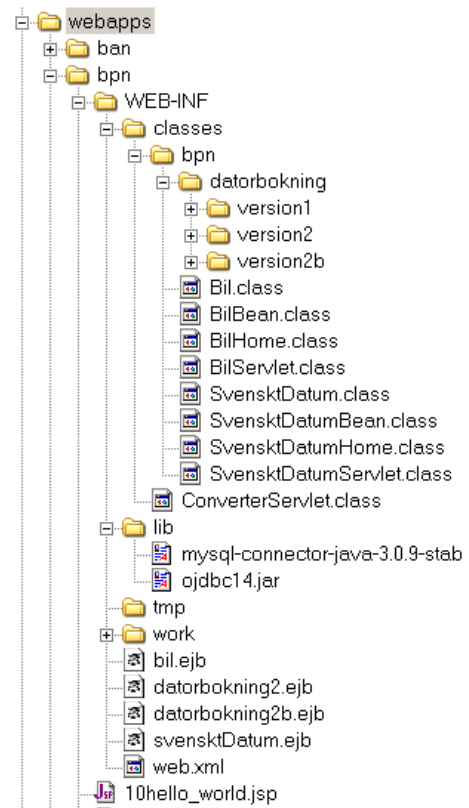 webapps
ban
bpn
WEB-INF
classes
bpn
datorbokning
version1
version2
version2b
Bil.class
BilBean.class
BilHome.class
BilServlet.class
SvensktDatum.class
SvensktDatumBean.class
SvensktDatumHome.class
SvensktDatumServlet.class
ConverterServlet.class
lib
mysql-connector-java-3.0.9-stab
ojdbc14.jar
tmp
work
bil.ejb
datorbokning2.ejb
datorbokning2b.ejb
svensktDatum.ejb
web.xml
10hello_world.jsp